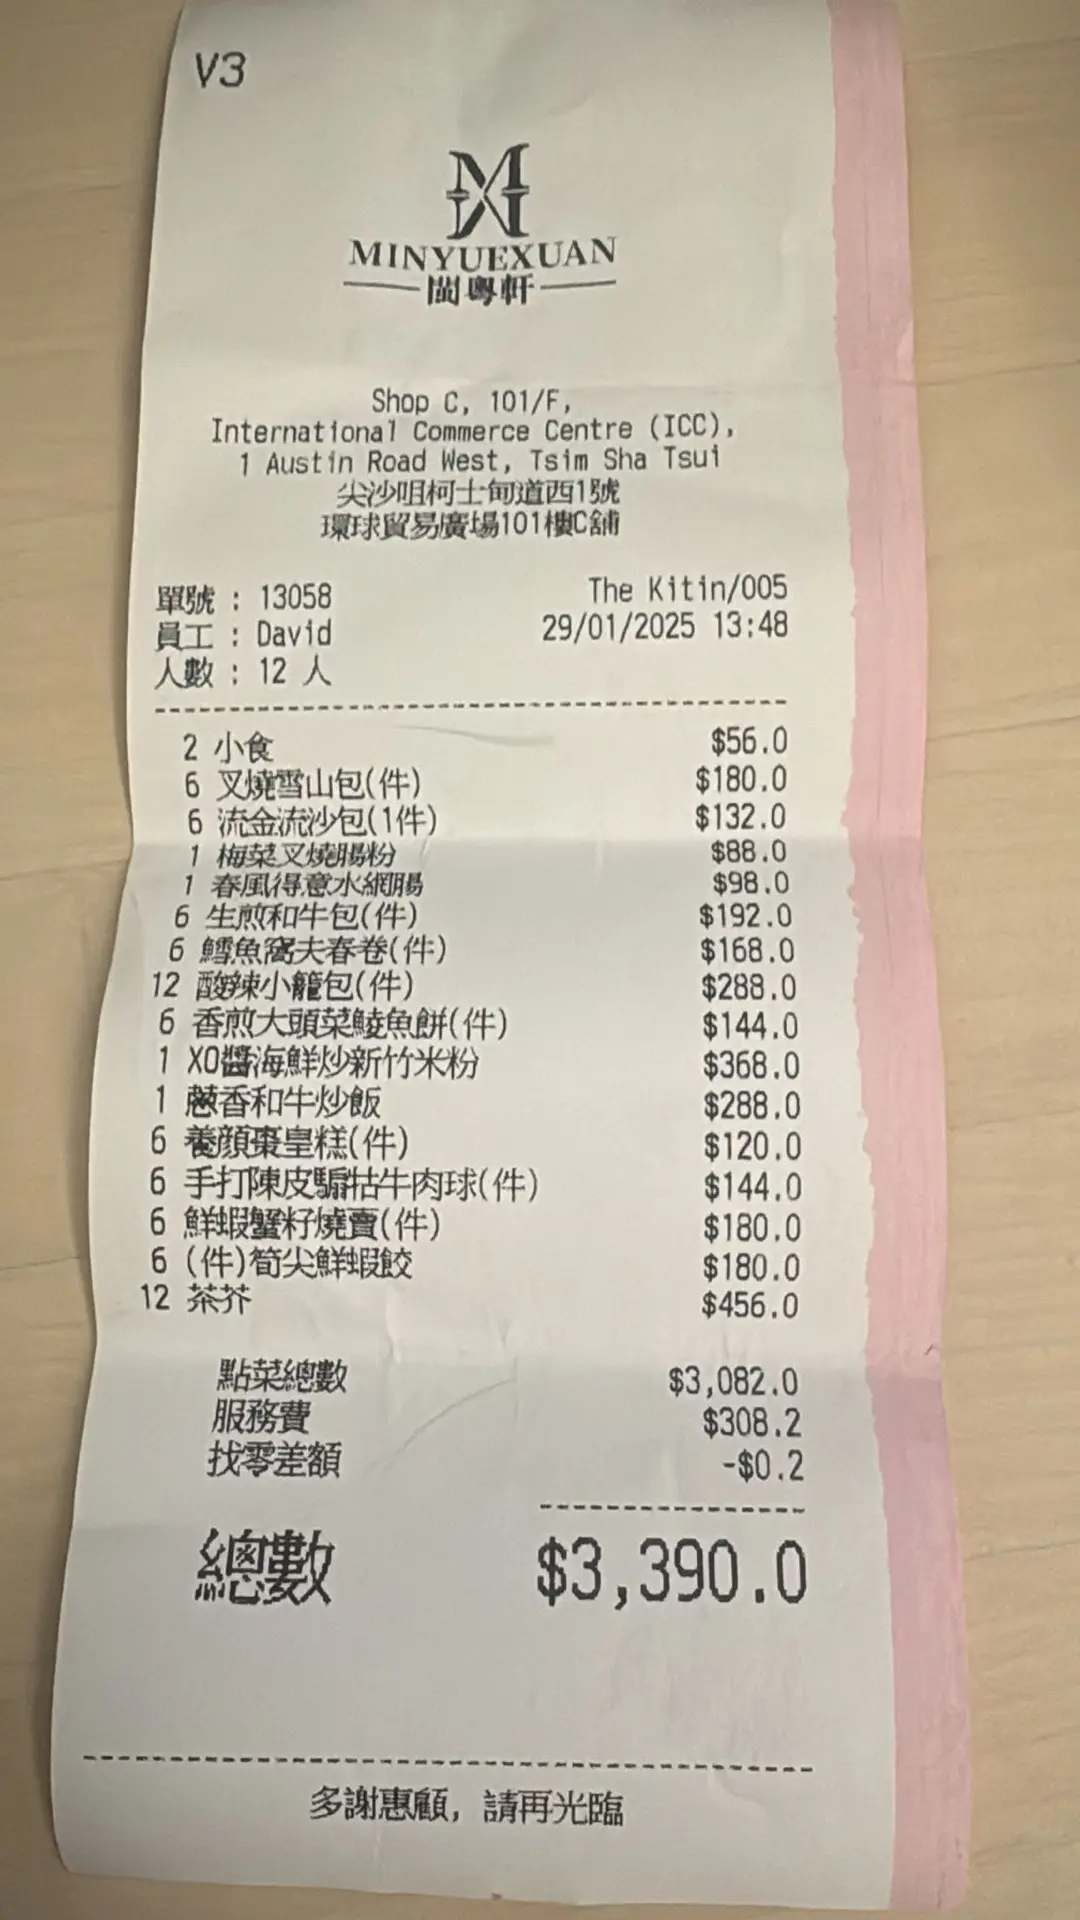 V3
MINYUEXUAN
閩粵軒
Shop C, 101/F,
International Commerce Centre (ICC),
1 Austin Road West, Tsim Sha Tsui
尖沙咀柯士甸道西1號
環球貿易廣場101樓C舖
單號 : 13058 The Kitin/005
員工 : David 29/01/2025 13:48
人數 : 12 人
2 小食 $56.0
6 叉燒雪山包(件) $180.0
6 流金流沙包(1件) $132.0
1 梅菜叉燒腸粉 $88.0
1 春風得意水網腸 $98.0
6 生煎和牛包(件) $192.0
6 鱈魚窩夫春卷(件) $168.0
12 酸辣小籠包(件) $288.0
6 香煎大頭菜鯪魚餅(件) $144.0
1 XO醬海鮮炒新竹米粉 $368.0
1 蔥香和牛炒飯 $288.0
6 養顏棗皇糕(件) $120.0
6 手打陳皮騸牯牛肉球(件) $144.0
6 鮮蝦蟹籽燒賣(件) $180.0
6 (件)筍尖鮮蝦餃 $180.0
12 茶芥 $456.0
點菜總數 $3,082.0
服務費 $308.2
找零差額 -$0.2
總數 $3,390.0
多謝惠顧, 請再光臨